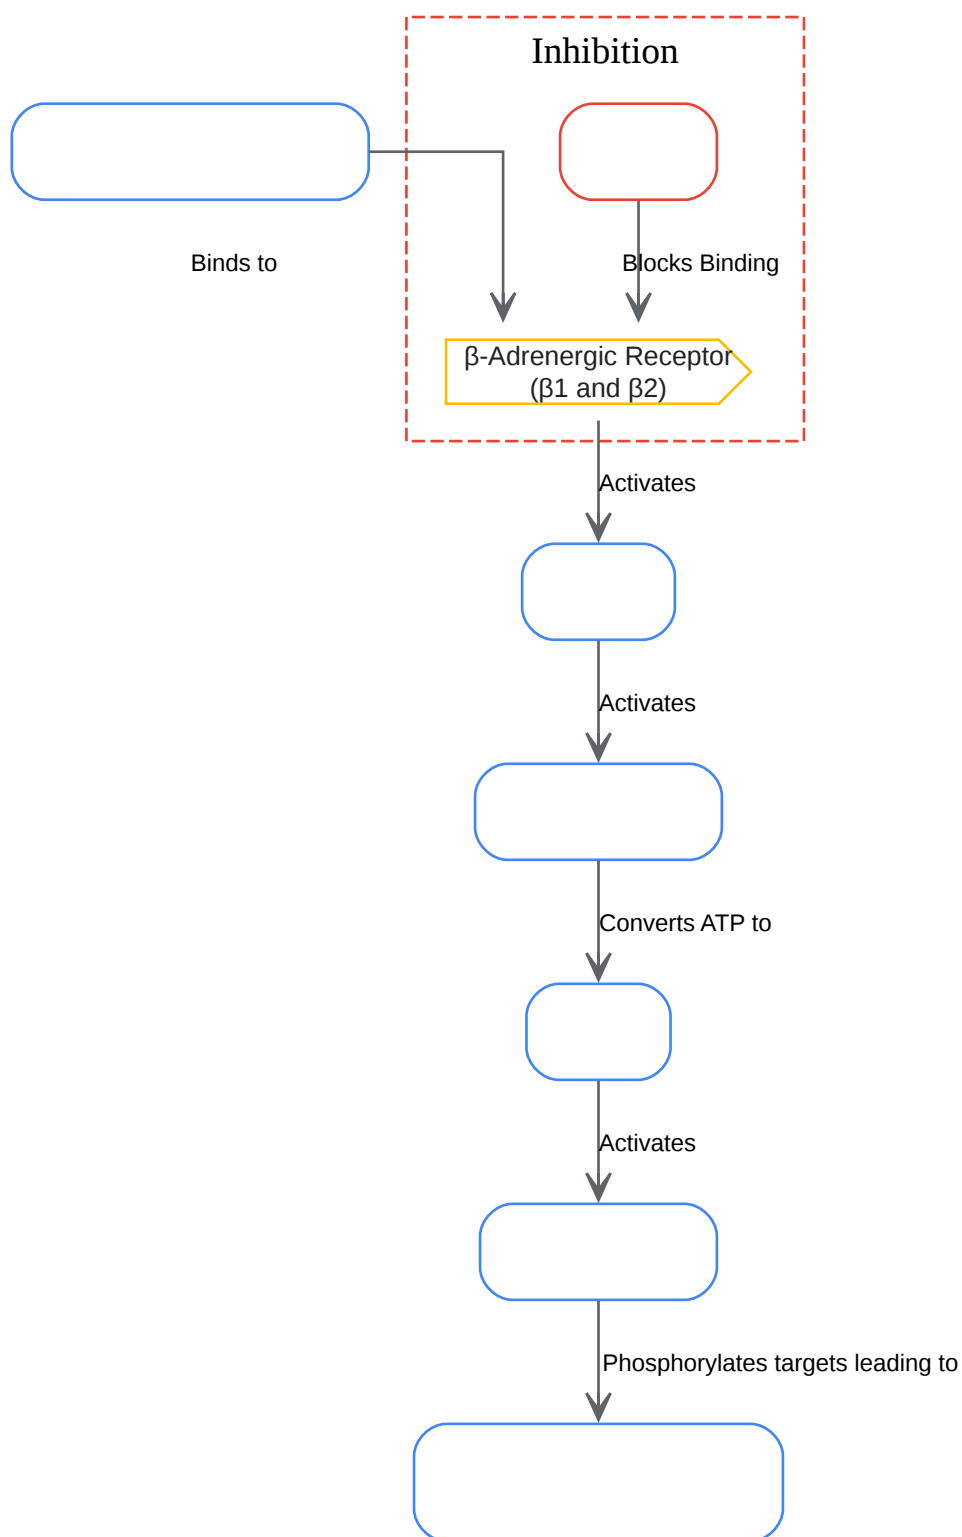 Inhibition
Binds to
Blocks Binding
β-Adrenergic Receptor
(β1 and β2)
Activates
Activates
Converts ATP to
Activates
Phosphorylates targets leading to